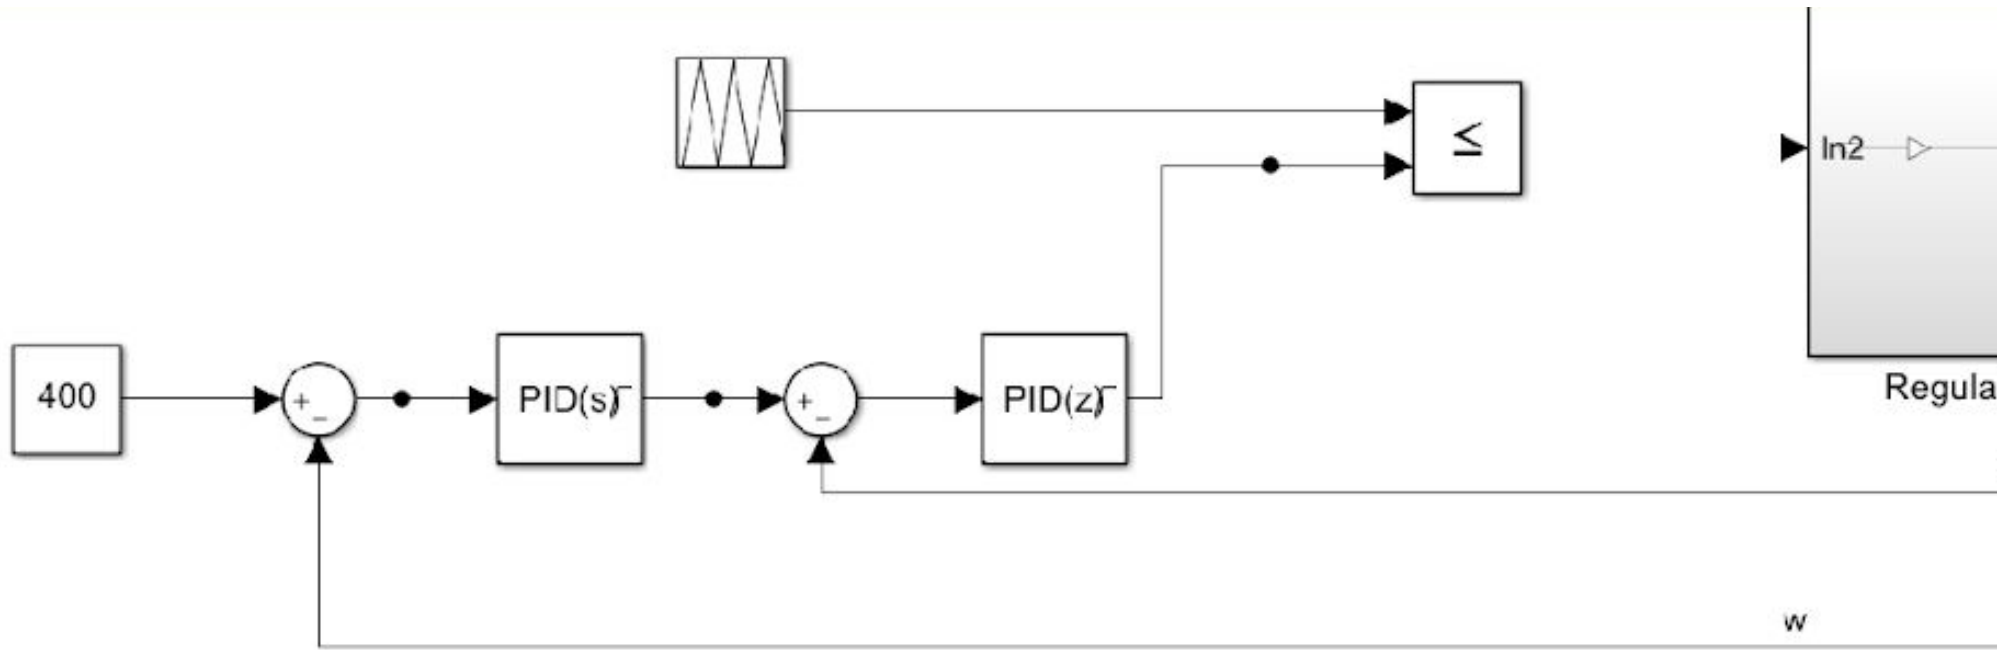 ≤
In2
400
+
−
PID(s)
+
−
PID(z)
Regula
w